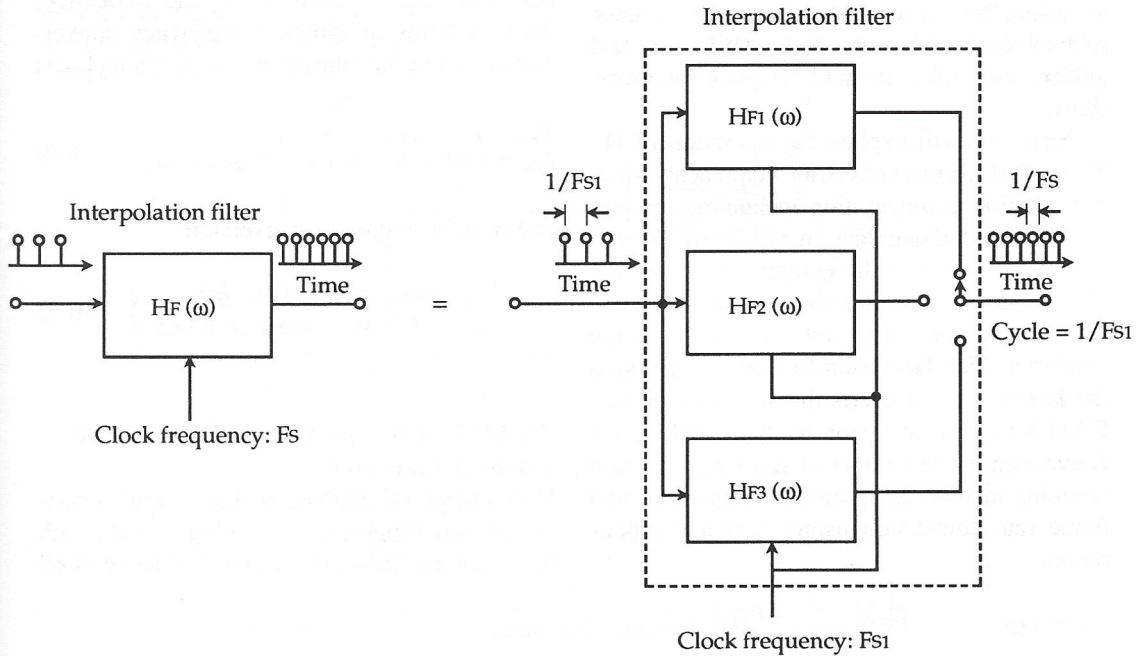 Interpolation filter
HF1 (ω)
1/FS1
1/FS
Interpolation filter
Time
HF (ω)
=
Time
HF2 (ω)
Time
Cycle = 1/FS1
Clock frequency: FS
HF3 (ω)
Clock frequency: FS1